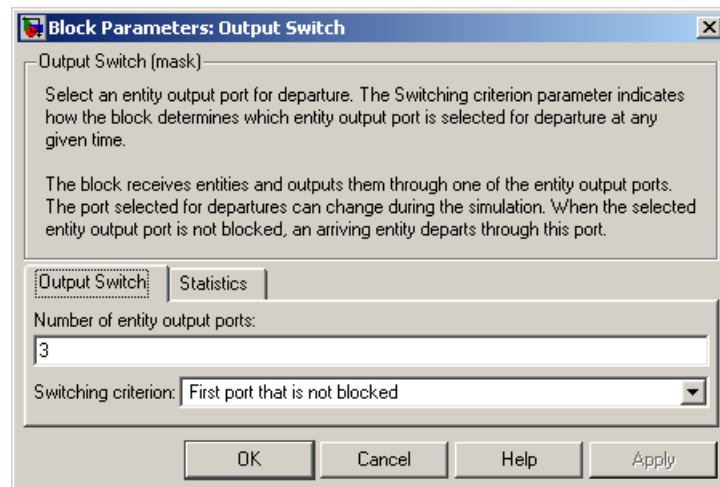 Block Parameters: Output Switch
Output Switch (mask)
Select an entity output port for departure. The Switching criterion parameter indicates
how the block determines which entity output port is selected for departure at any
given time.
The block receives entities and outputs them through one of the entity output ports.
The port selected for departures can change during the simulation. When the selected
entity output port is not blocked, an arriving entity departs through this port.
Output Switch
Statistics
Number of entity output ports:
3
Switching criterion: First port that is not blocked
OK Cancel Help Apply